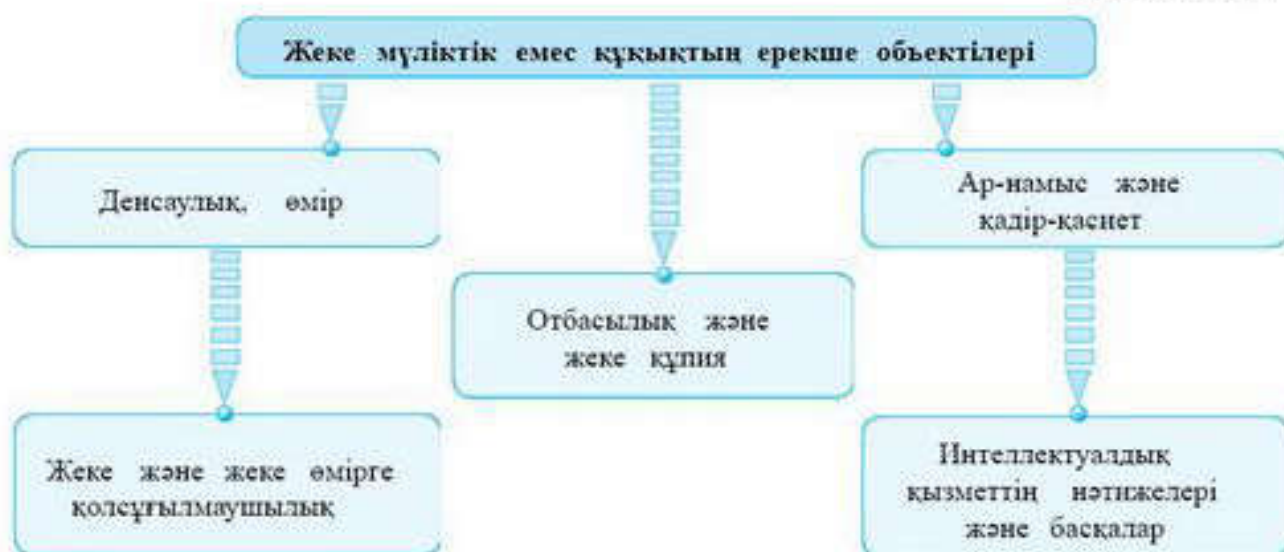 Жеке мүліктік емес құқықтың ерекше объектілері
Денсаулық, өмір
Ар-намыс және
қадір-қасиет
Отбасылық және
жеке құпия
Жеке және жеке өмірге
қолсұғылмаушылық
Интеллектуалдық
қызметтің нәтижелері
және басқалар